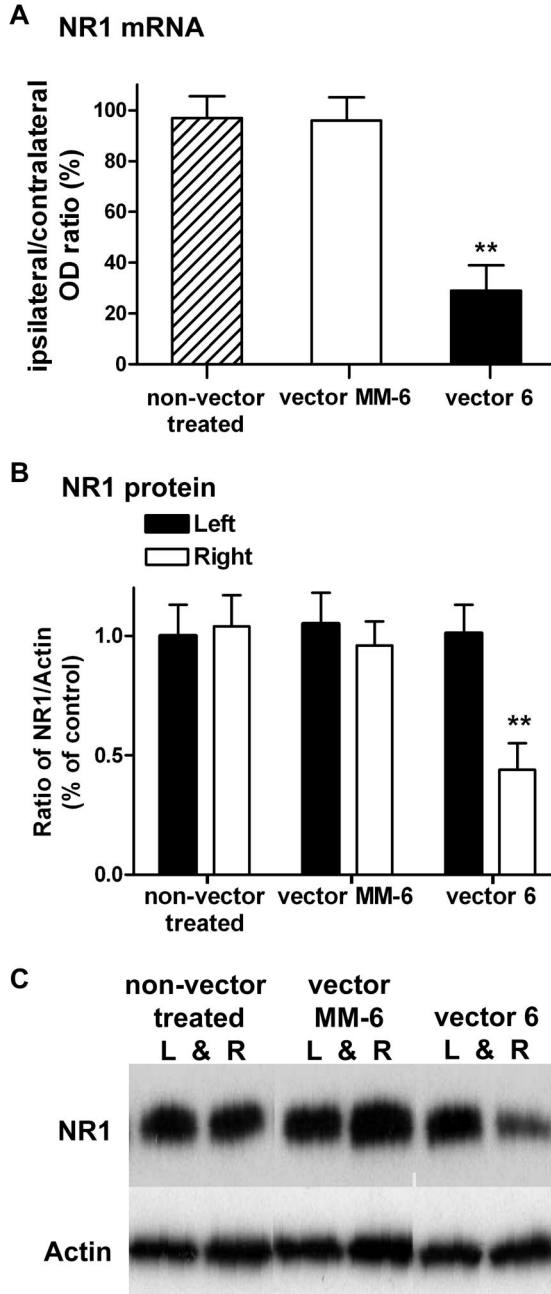 A NR1 mRNA
ipsilateral/contralateral
OD ratio (%)
100
80
60
40
20
0
**
non-vector
treated
vector MM-6
vector 6
B NR1 protein
Left
Right
Ratio of NR1/Actin
(% of control)
1.0
0.5
0.0
**
non-vector
treated
vector MM-6
vector 6
C
non-vector
treated
vector
MM-6
vector 6
L & R L & R L & R
NR1
Actin